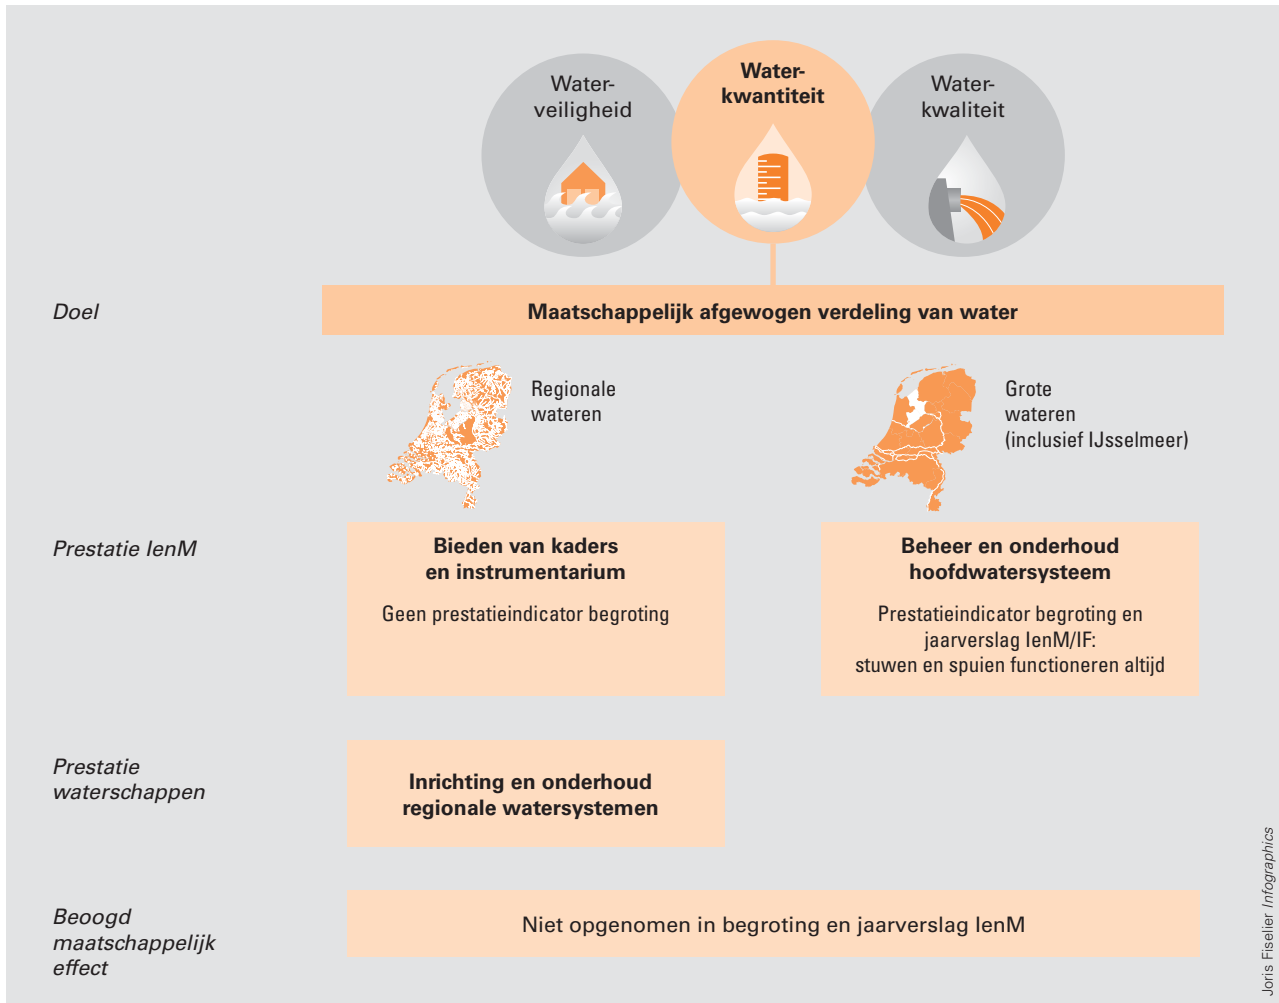 Water-
veiligheid
Water-
kwantiteit
Water-
kwaliteit
Doel
Maatschappelijk afgewogen verdeling van water
Regionale
wateren
Grote
wateren
(inclusief IJsselmeer)
Prestatie IenM
Bieden van kaders
en instrumentarium
Geen prestatieindicator begroting
Beheer en onderhoud
hoofdwatersysteem
Prestatieindicator begroting en
jaarverslag IenM/IF:
stuwen en spuien functioneren altijd
Prestatie
waterschappen
Inrichting en onderhoud
regionale watersystemen
Beoogd
maatschappelijk
effect
Niet opgenomen in begroting en jaarverslag IenM
Joris Fiselier Infographics